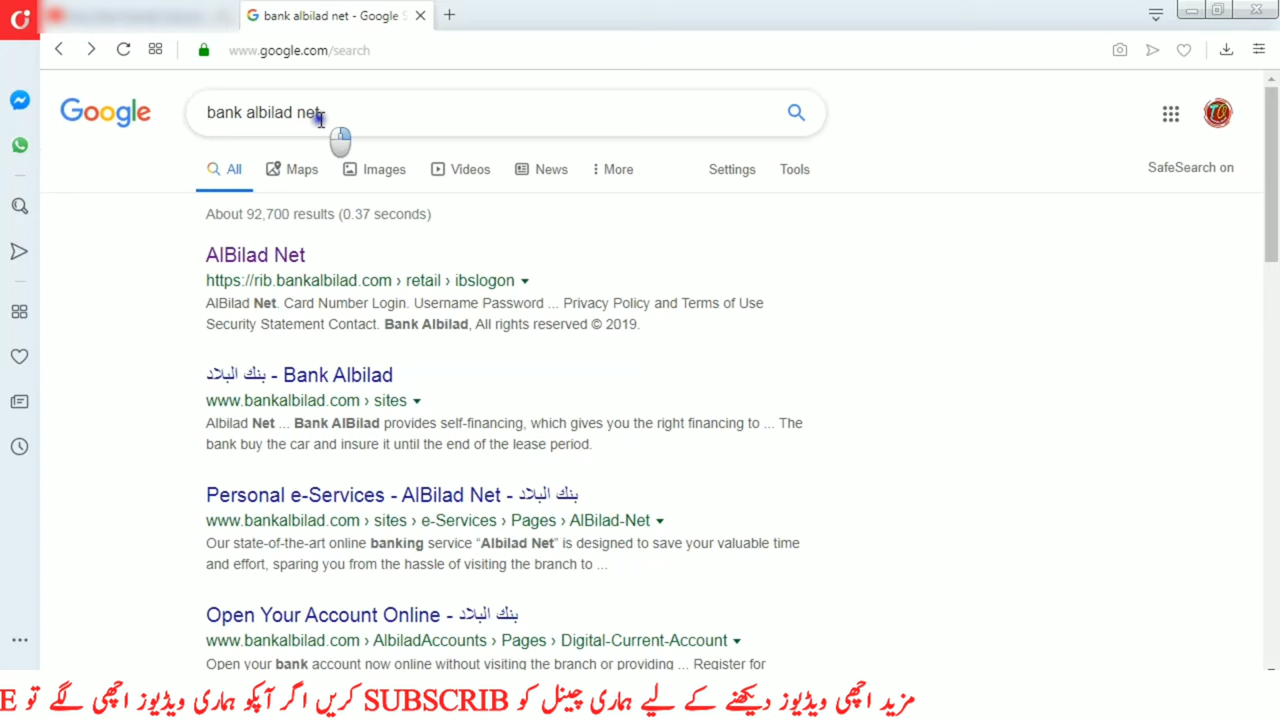 bank albilad net - Google S
www.google.com/search
Google
bank albilad net
All Maps Images Videos News More Settings Tools
SafeSearch on
About 92,700 results (0.37 seconds)
AlBilad Net
https://rib.bankalbilad.com › retail › ibslogon
AlBilad Net. Card Number Login. Username Password ... Privacy Policy and Terms of Use
Security Statement Contact. Bank Albilad, All rights reserved © 2019.
بنك البلاد - Bank Albilad
www.bankalbilad.com › sites
Albilad Net ... Bank AlBilad provides self-financing, which gives you the right financing to ... The
bank buy the car and insure it until the end of the lease period.
Personal e-Services - AlBilad Net - بنك البلاد
www.bankalbilad.com › sites › e-Services › Pages › AlBilad-Net
Our state-of-the-art online banking service “Albilad Net” is designed to save your valuable time
and effort, sparing you from the hassle of visiting the branch to ...
Open Your Account Online - بنك البلاد
www.bankalbilad.com › AlbiladAccounts › Pages › Digital-Current-Account
Open your bank account now online without visiting the branch or providing ... Register for
مزید اچھی ویڈیوز دیکھنے کے لیے ہماری چینل کو SUBSCRIB کریں اگر آپکو ہماری ویڈیوز اچھی لگے تو E